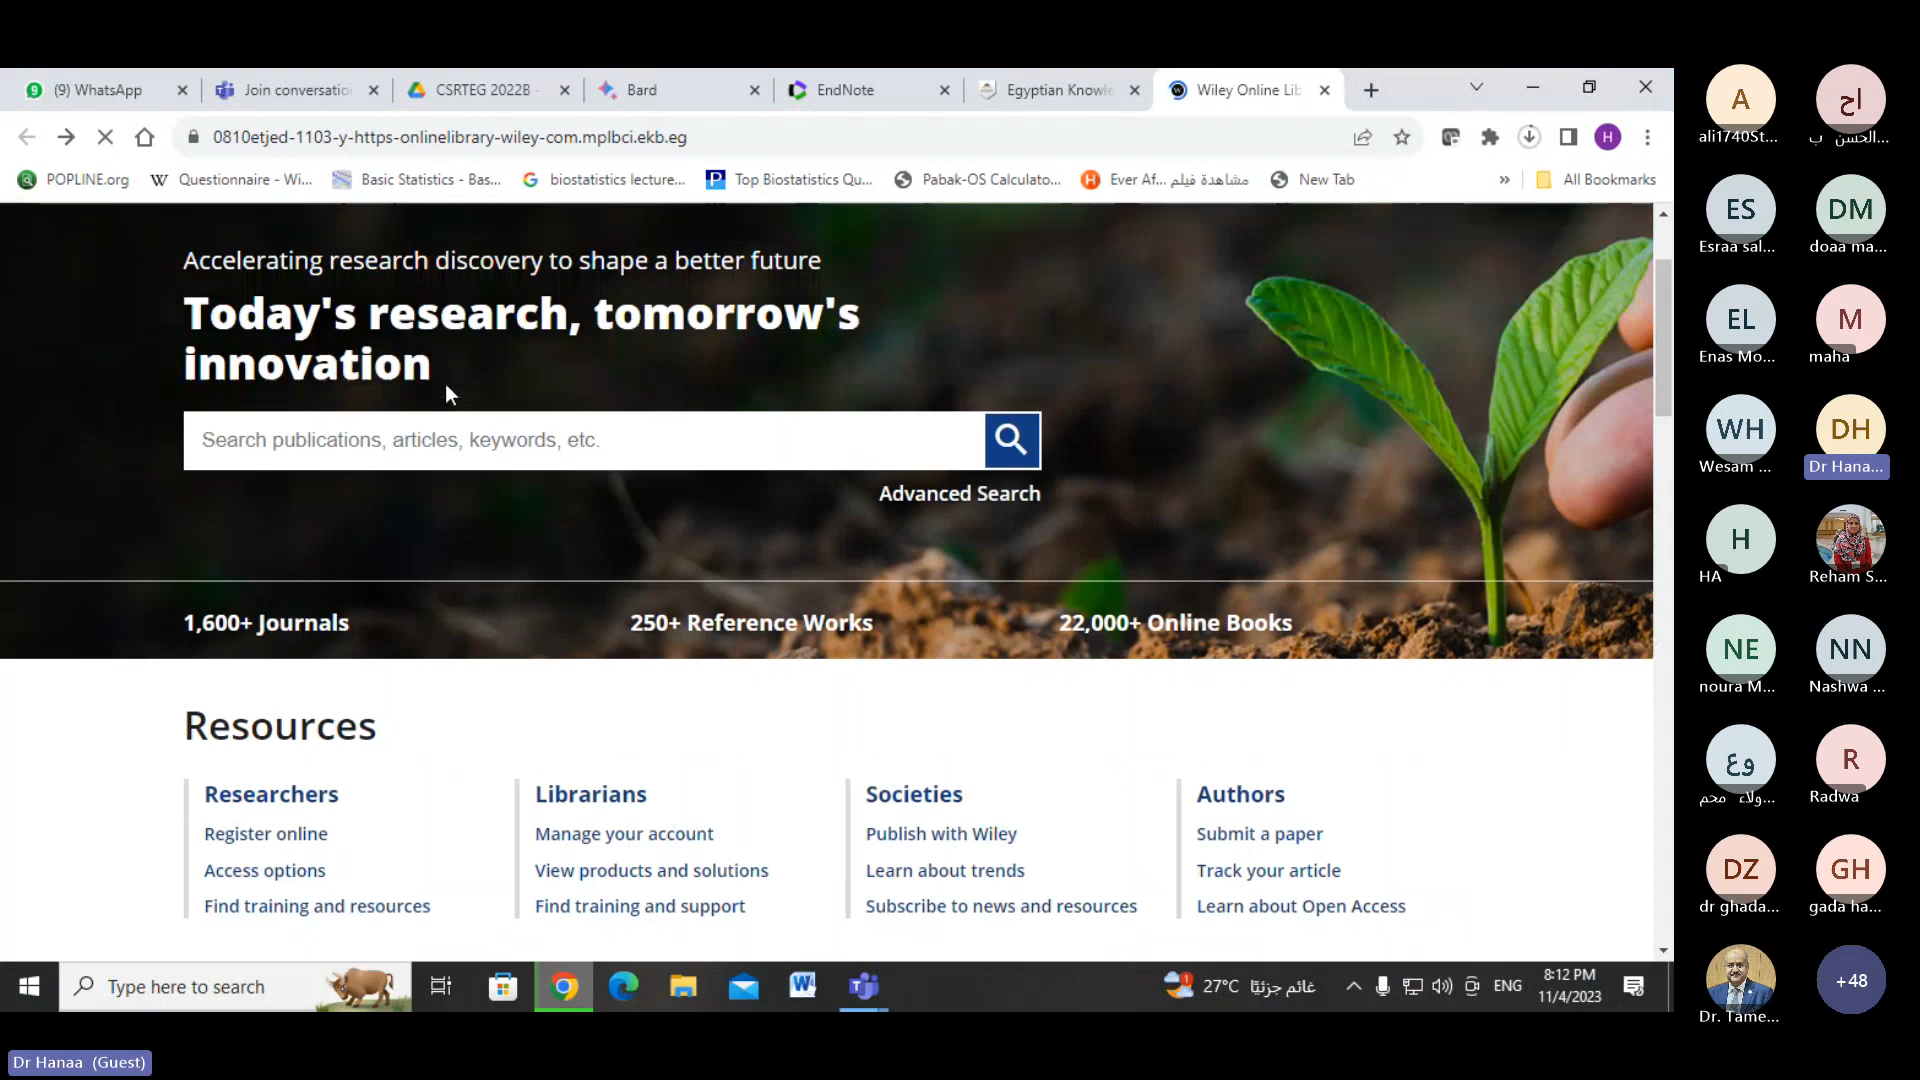 (9) WhatsApp
Join conversatio
CSRTEG 2022B -
Bard
EndNote
Egyptian Knowle
Wiley Online Lib
0810etjed-1103-y-https-onlinelibrary-wiley-com.mplbci.ekb.eg
H
POPLINE.org
Questionnaire - Wi...
Basic Statistics - Bas...
biostatistics lecture...
Top Biostatistics Qu...
Pabak-OS Calculato...
Ever Af... مشاهدة فيلم
New Tab
»
All Bookmarks
Accelerating research discovery to shape a better future
Today's research, tomorrow's
innovation
Search publications, articles, keywords, etc.
Advanced Search
1,600+ Journals
250+ Reference Works
22,000+ Online Books
Resources
Researchers
Register online
Access options
Find training and resources
Librarians
Manage your account
View products and solutions
Find training and support
Societies
Publish with Wiley
Learn about trends
Subscribe to news and resources
Authors
Submit a paper
Track your article
Learn about Open Access
Type here to search
27°C غائم جزئيًا
ENG
8:12 PM
11/4/2023
Dr Hanaa (Guest)
A
ali1740St...
اح
الحسن ب...
ES
Esraa sal...
DM
doaa ma...
EL
Enas Mo...
M
maha
WH
Wesam ...
DH
Dr Hana...
H
HA
Reham S...
NE
noura M...
NN
Nashwa ...
وع
ولاء محم...
R
Radwa
DZ
dr ghada...
GH
gada ha...
Dr. Tame...
+48